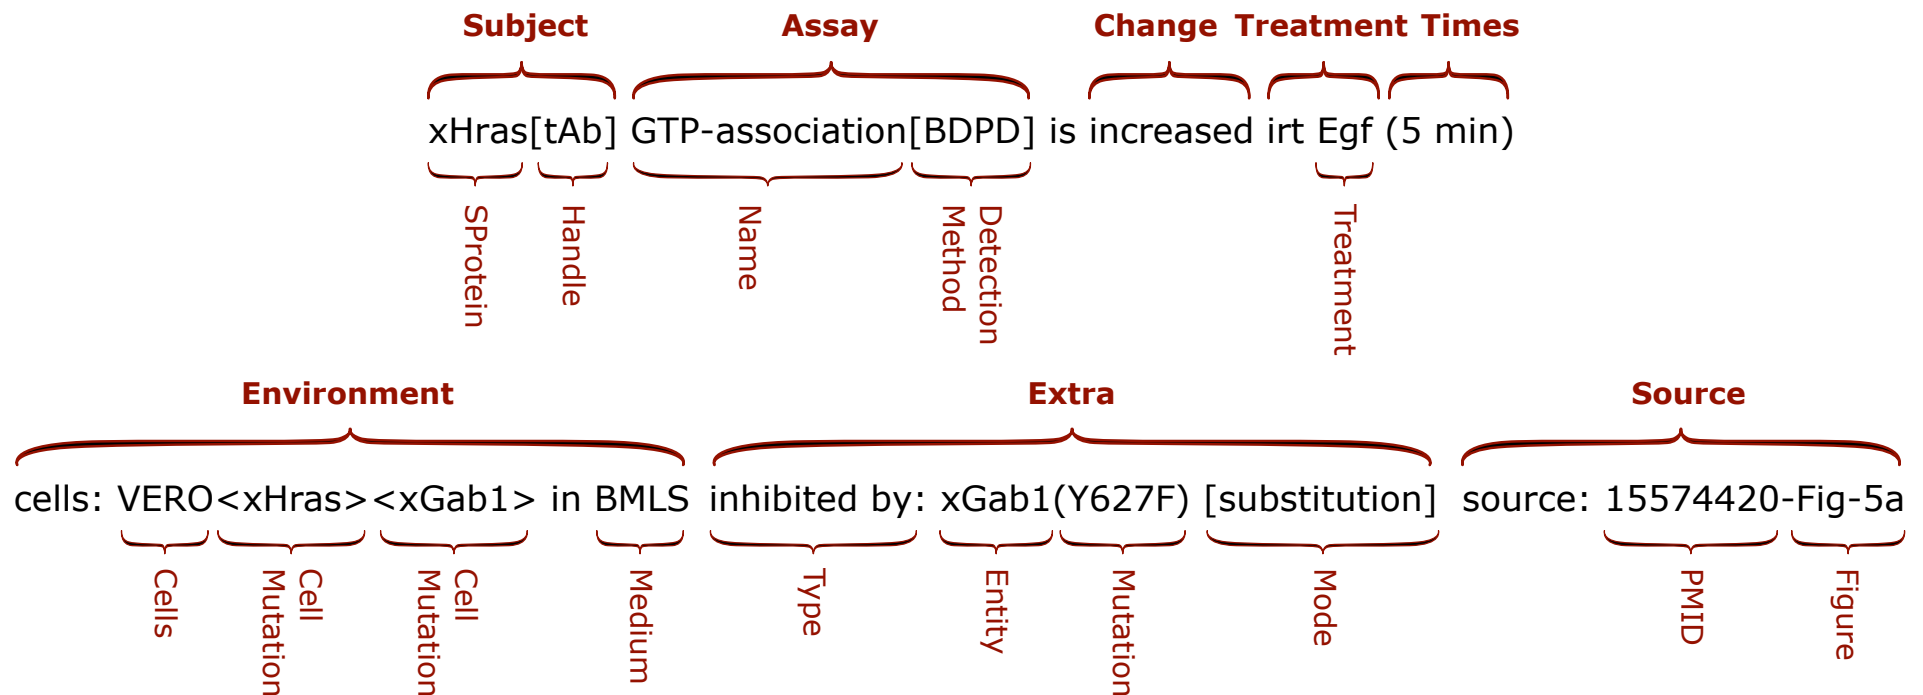 Subject Assay Change Treatment Times
xHras[tAb] GTP-association[BDPD] is increased irt Egf (5 min)
SProtein Handle Name Detection Method Treatment
Environment Extra Source
cells: VERO<xHras><xGab1> in BMLS inhibited by: xGab1(Y627F) [substitution] source: 15574420-Fig-5a
Cells Cell Mutation Cell Mutation Medium Type Entity Mutation Mode PMID Figure